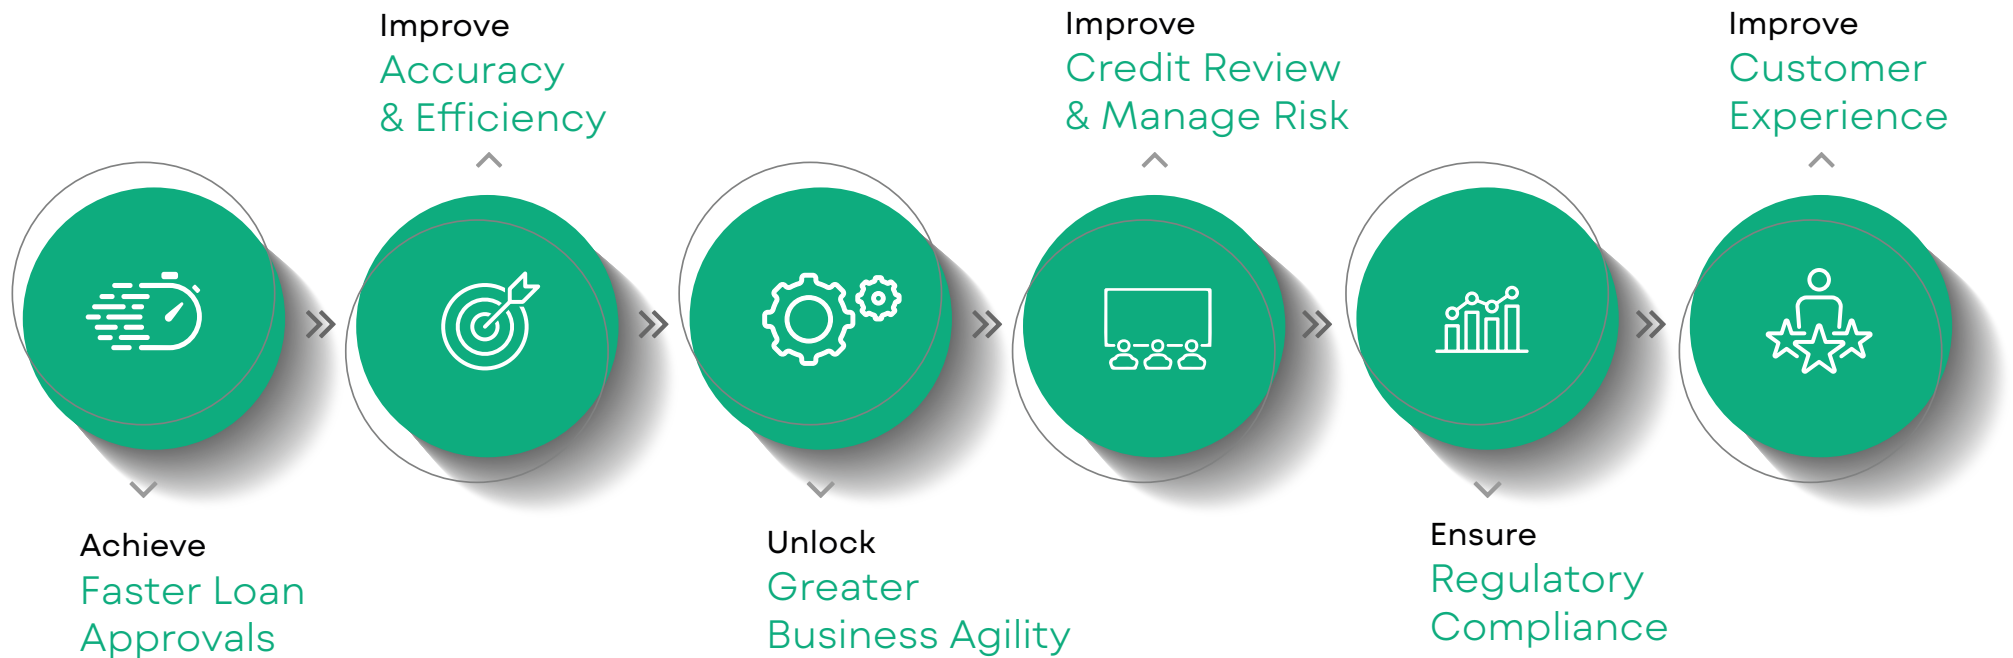 Achieve
Faster Loan
Approvals
Improve
Accuracy
& Efficiency
Unlock
Greater
Business Agility
Improve
Credit Review
& Manage Risk
Ensure
Regulatory
Compliance
Improve
Customer
Experience